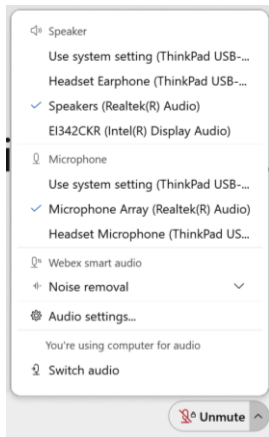 Speaker
Use system setting (ThinkPad USB-...
Headset Earphone (ThinkPad USB-...
Speakers (Realtek(R) Audio)
EI342CKR (Intel(R) Display Audio)
Microphone
Use system setting (ThinkPad USB-...
Microphone Array (Realtek(R) Audio)
Headset Microphone (ThinkPad US...
Webex smart audio
Noise removal
Audio settings...
You're using computer for audio
Switch audio
Unmute